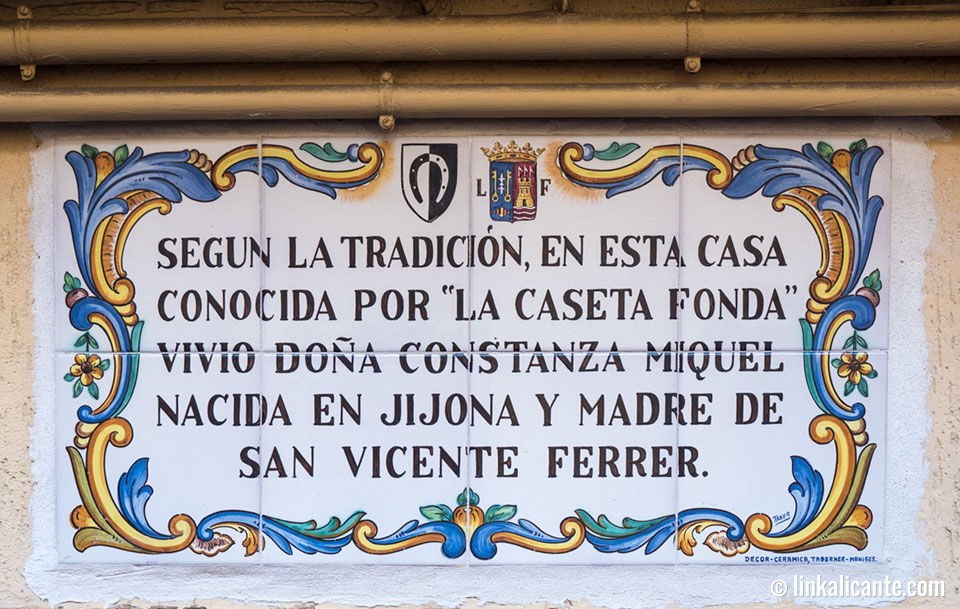 L F
SEGUN LA TRADICIÓN, EN ESTA CASA
CONOCIDA POR "LA CASETA FONDA"
VIVIO DOÑA CONSTANZA MIQUEL
NACIDA EN JIJONA Y MADRE DE
SAN VICENTE FERRER.
TABER
DECOR-CERAMICA, TABERNER-MANISES.
© linkalicante.com